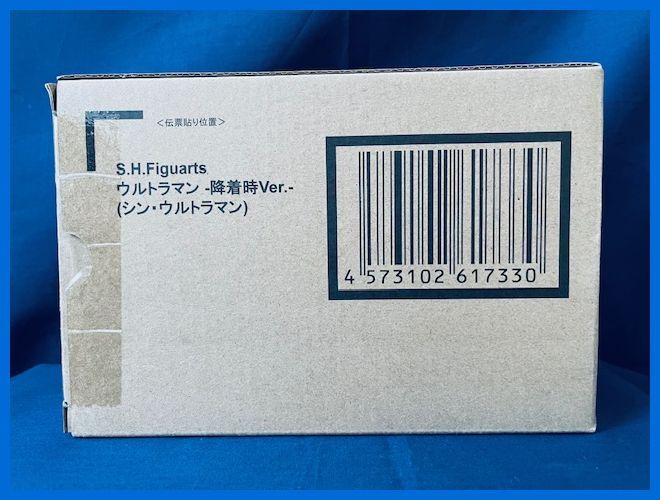 ＜伝票貼り位置＞
S.H.Figuarts
ウルトラマン -降着時Ver.-
(シン・ウルトラマン)
4 573102 617330